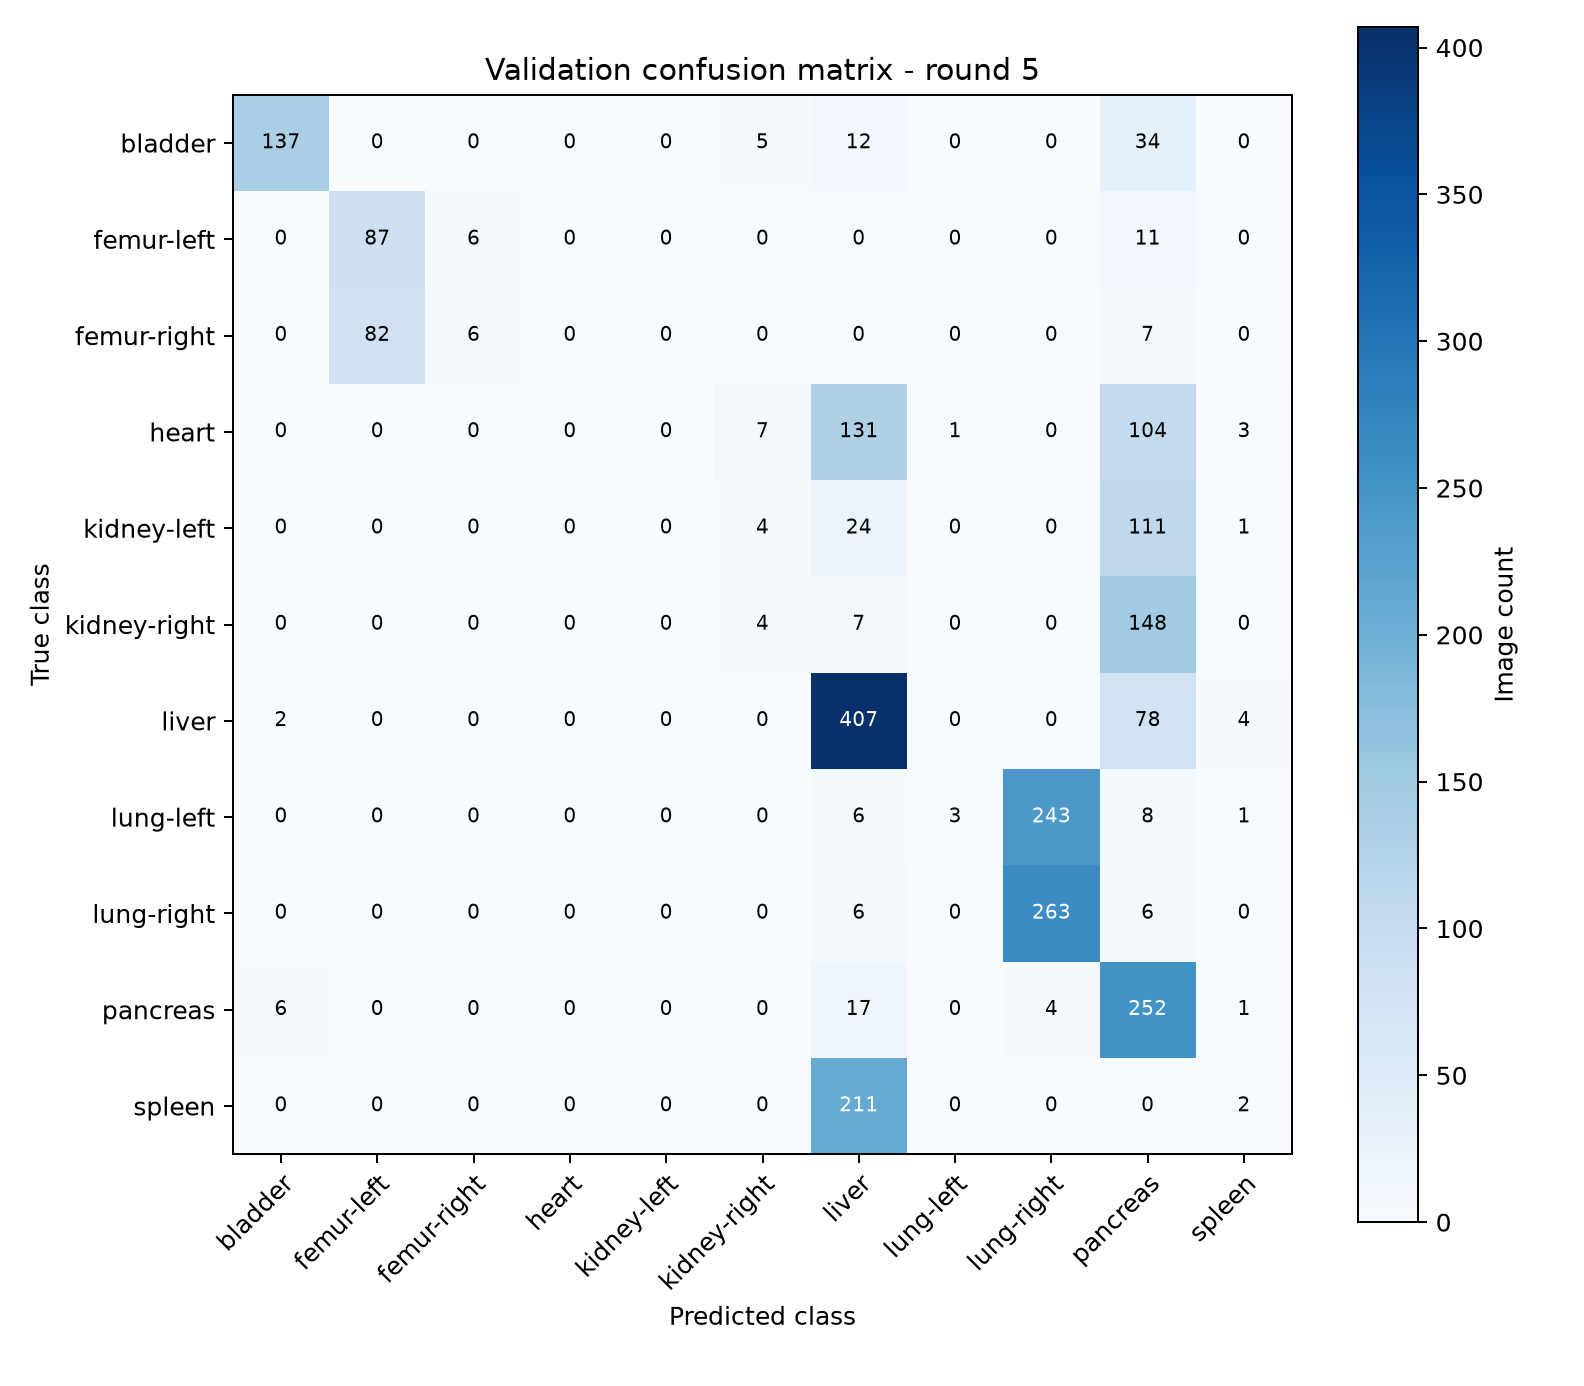 Validation confusion matrix - round 5
bladder 137 0 0 0 0 5 12 0 0 34 0
femur-left 0 87 6 0 0 0 0 0 0 11 0
femur-right 0 82 6 0 0 0 0 0 0 7 0
heart 0 0 0 0 0 7 131 1 0 104 3
kidney-left 0 0 0 0 0 4 24 0 0 111 1
kidney-right 0 0 0 0 0 4 7 0 0 148 0
liver 2 0 0 0 0 0 407 0 0 78 4
lung-left 0 0 0 0 0 0 6 3 243 8 1
lung-right 0 0 0 0 0 0 6 0 263 6 0
pancreas 6 0 0 0 0 0 17 0 4 252 1
spleen 0 0 0 0 0 0 211 0 0 0 2
bladder femur-left femur-right heart kidney-left kidney-right liver lung-left lung-right pancreas spleen
Predicted class
True class
400
350
300
250
200
150
100
50
0
Image count